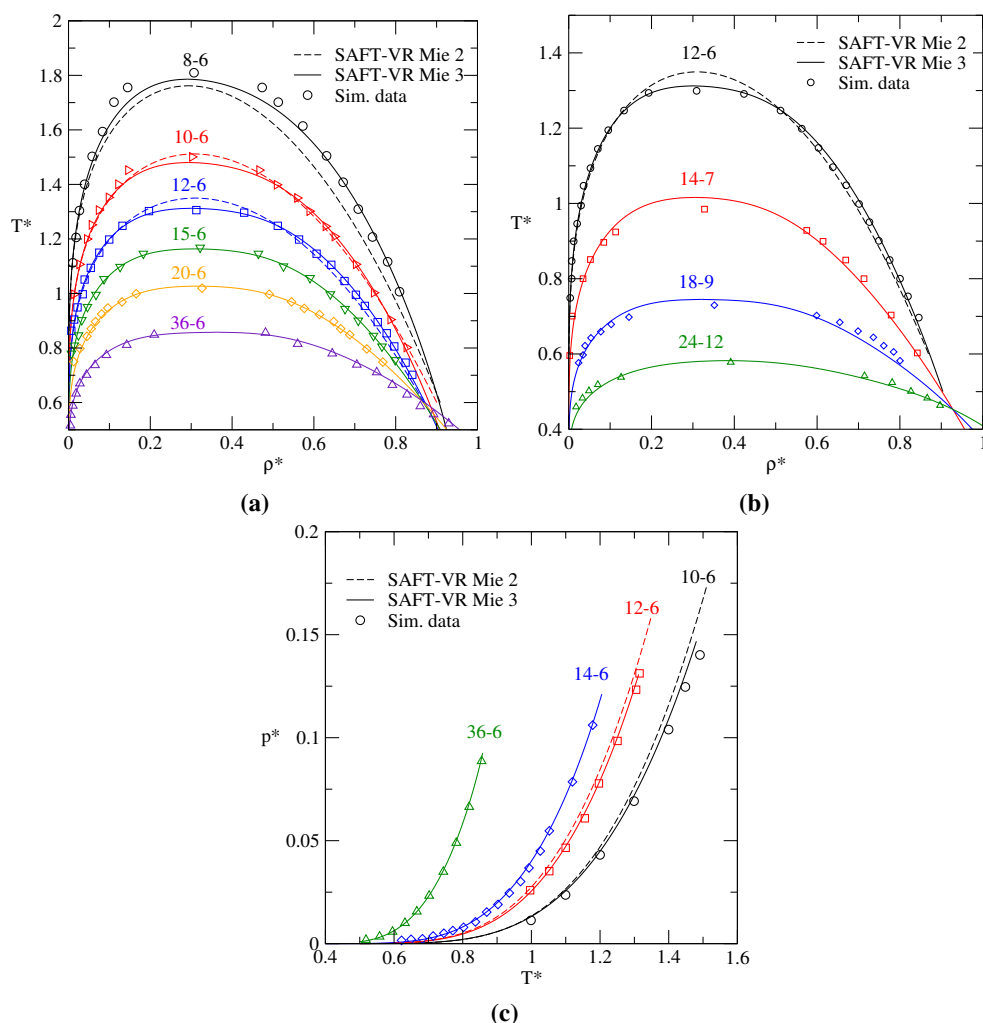 2
1.8
1.6
1.4
T*
1.2
1
0.8
0.6
8-6
10-6
12-6
15-6
20-6
36-6
SAFT-VR Mie 2
SAFT-VR Mie 3
Sim. data
0 0.2 0.4 0.6 0.8 1
ρ*
(a)
1.4
1.2
T*
1
0.8
0.6
0.4
12-6
14-7
18-9
24-12
SAFT-VR Mie 2
SAFT-VR Mie 3
Sim. data
0 0.2 0.4 0.6 0.8 1
ρ*
(b)
0.2
0.15
p* 0.1
0.05
0
SAFT-VR Mie 2
SAFT-VR Mie 3
Sim. data
10-6
12-6
14-6
36-6
0.4 0.6 0.8 1.0 1.2 1.4 1.6
T*
(c)